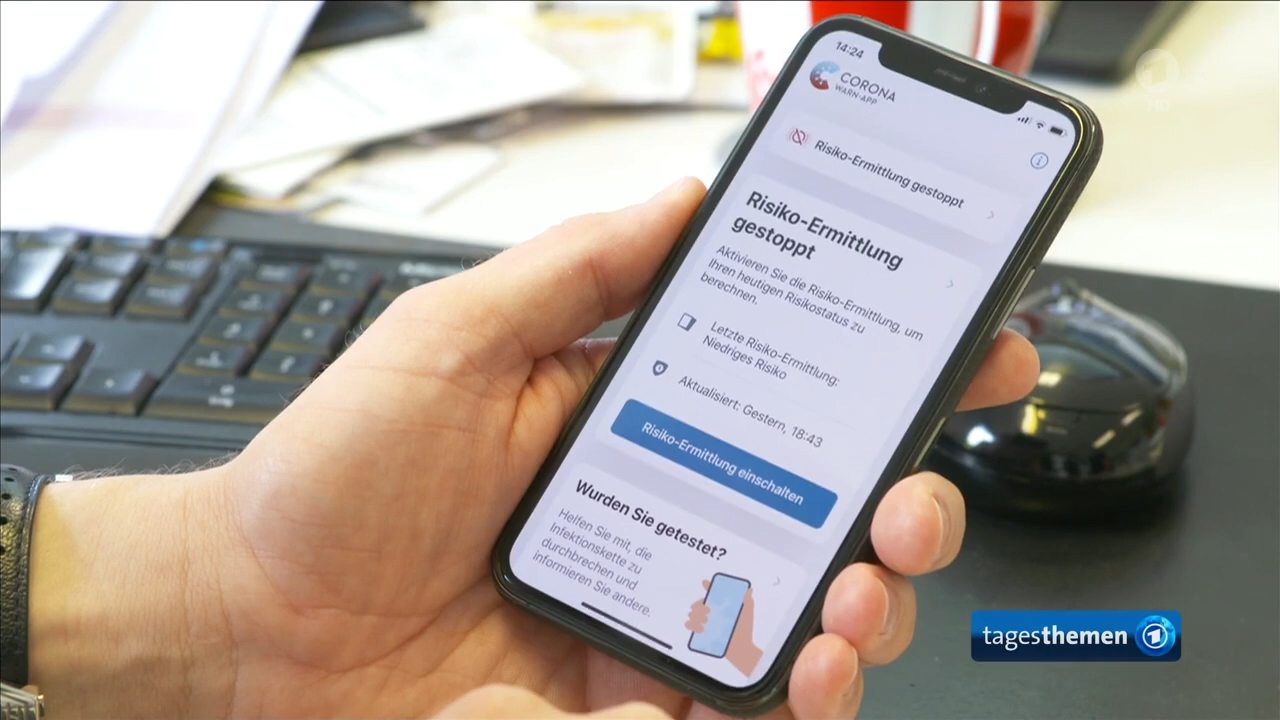 14:24
CORONA
WARN-APP
Risiko-Ermittlung gestoppt
Risiko-Ermittlung
gestoppt
Aktivieren Sie die Risiko-Ermittlung, um
Ihren heutigen Risikostatus zu
berechnen.
Letzte Risiko-Ermittlung:
Niedriges Risiko
Aktualisiert: Gestern, 18:43
Risiko-Ermittlung einschalten
Wurden Sie getestet?
Helfen Sie mit, die
Infektionskette zu
durchbrechen und
informieren Sie andere.
tagesthemen